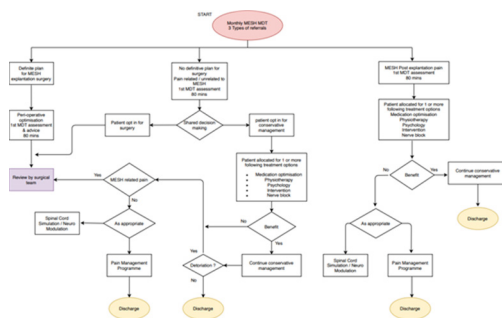 START
Monthly MESH MDT
3 Types of referrals
Definite plan
for MESH
explantation surgery
No definitive plan for
surgery
Pain related / unrelated to
MESH
1st MDT assessment
80 mins
MESH Post explantation pain
1st MDT assessment
80 mins
Peri-operative
optimisation
1st MDT assessment
& advice
80 mins
Patient opt in for
surgery
Shared decision
making
patient opt in for
conservative
management
Patient allocated for 1 or more
following treatment options
Medication optimisation
Physiotherapy
Psychology
Intervention
Nerve block
Review by surgical
team
Yes
MESH related pain
No
Patient allocated for 1 or more
following treatment options
• Medication optimisation
• Physiotherapy
• Psychology
• Intervention
• Nerve block
Benefit
Yes
No
Continue conservative
management
Discharge
Spinal Cord
Simulation / Neuro
Modulation
As appropriate
Pain Management
Programme
Discharge
No
Benefit
Yes
Yes
Detoriation ?
No
Continue conservative
management
Discharge
As appropriate
Spinal Cord
Simulation / Neuro
Modulation
Pain Management
Programme
Discharge